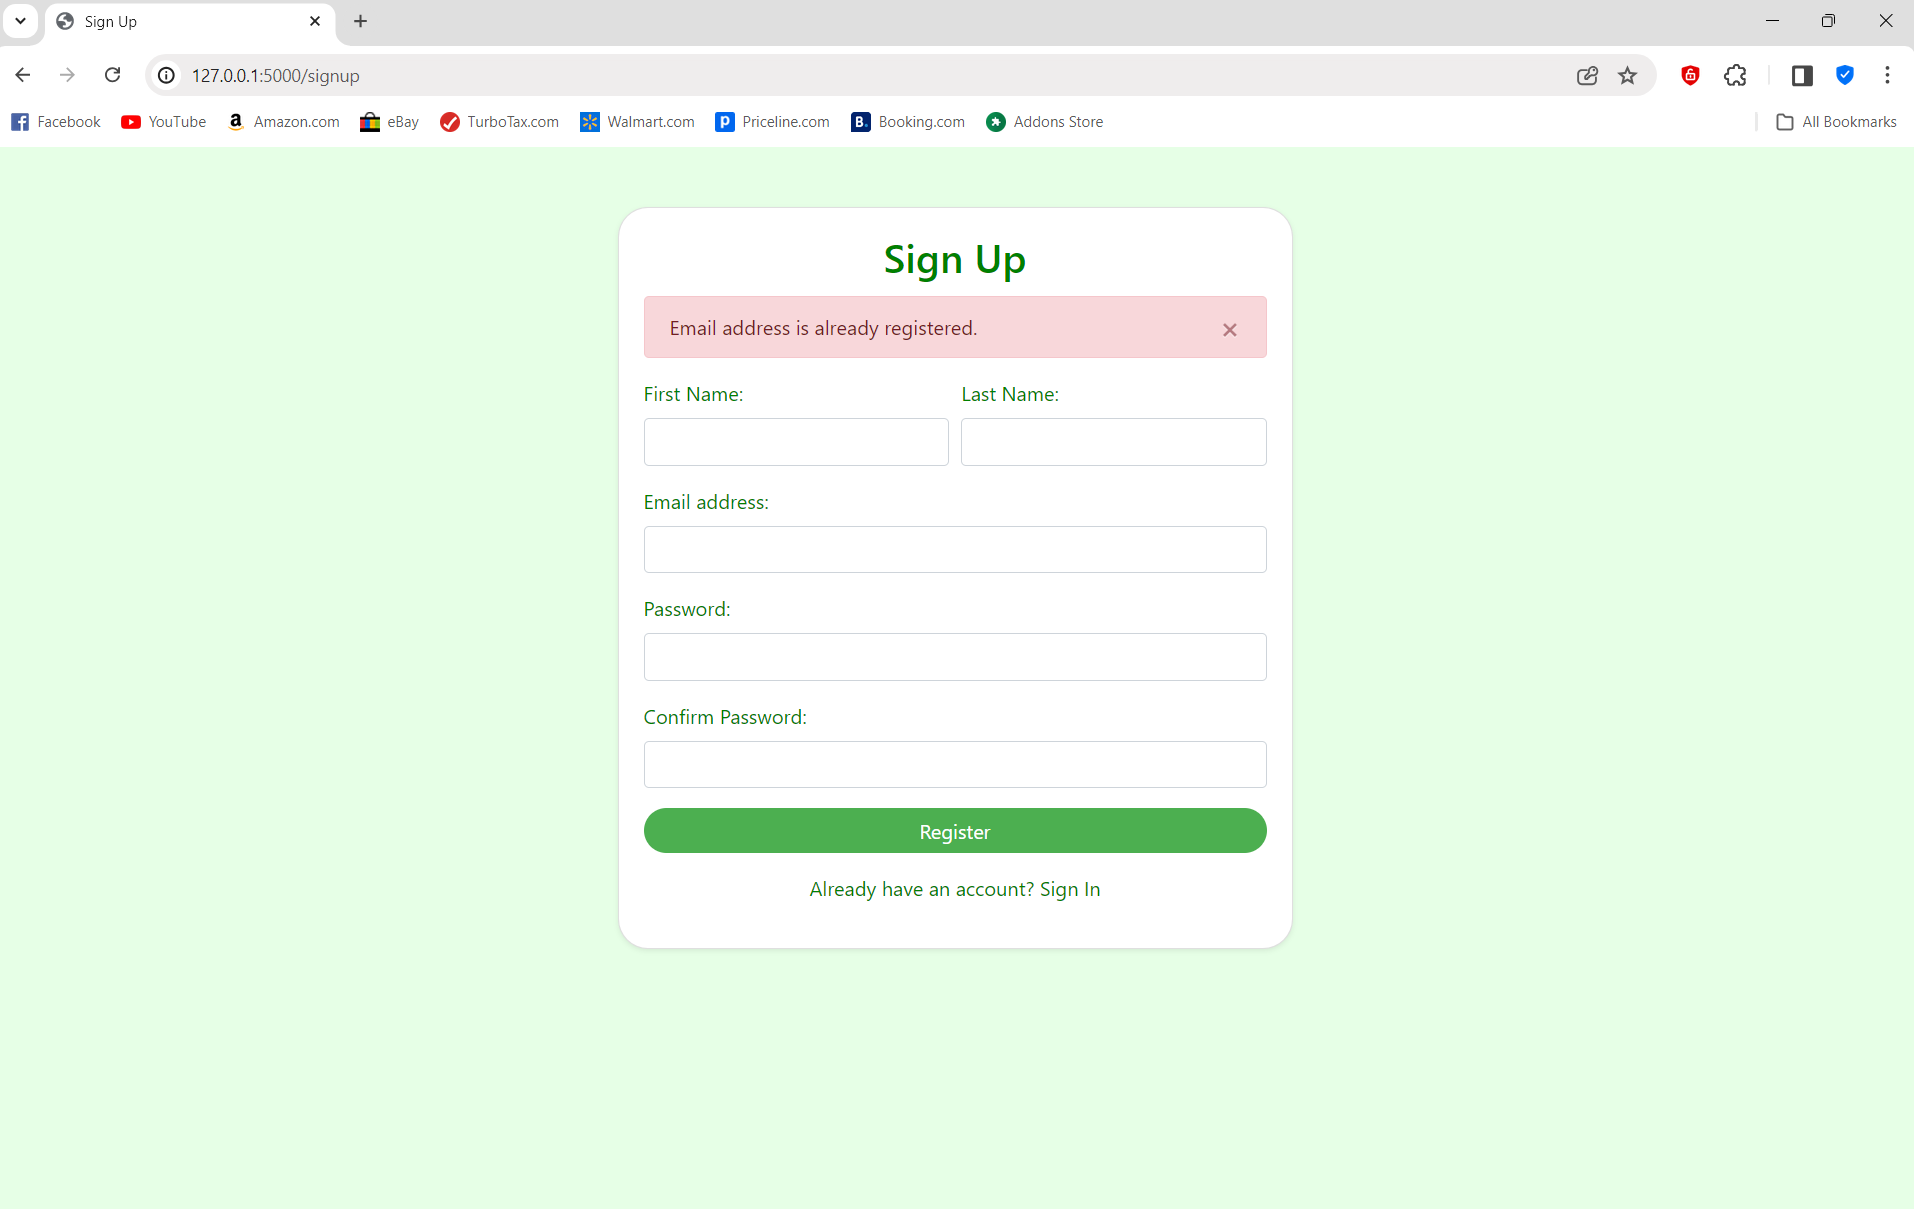 Sign Up
127.0.0.1:5000/signup
Facebook YouTube Amazon.com eBay TurboTax.com Walmart.com Priceline.com Booking.com Addons Store All Bookmarks
Sign Up
Email address is already registered.
First Name: Last Name:
Email address:
Password:
Confirm Password:
Register
Already have an account? Sign In